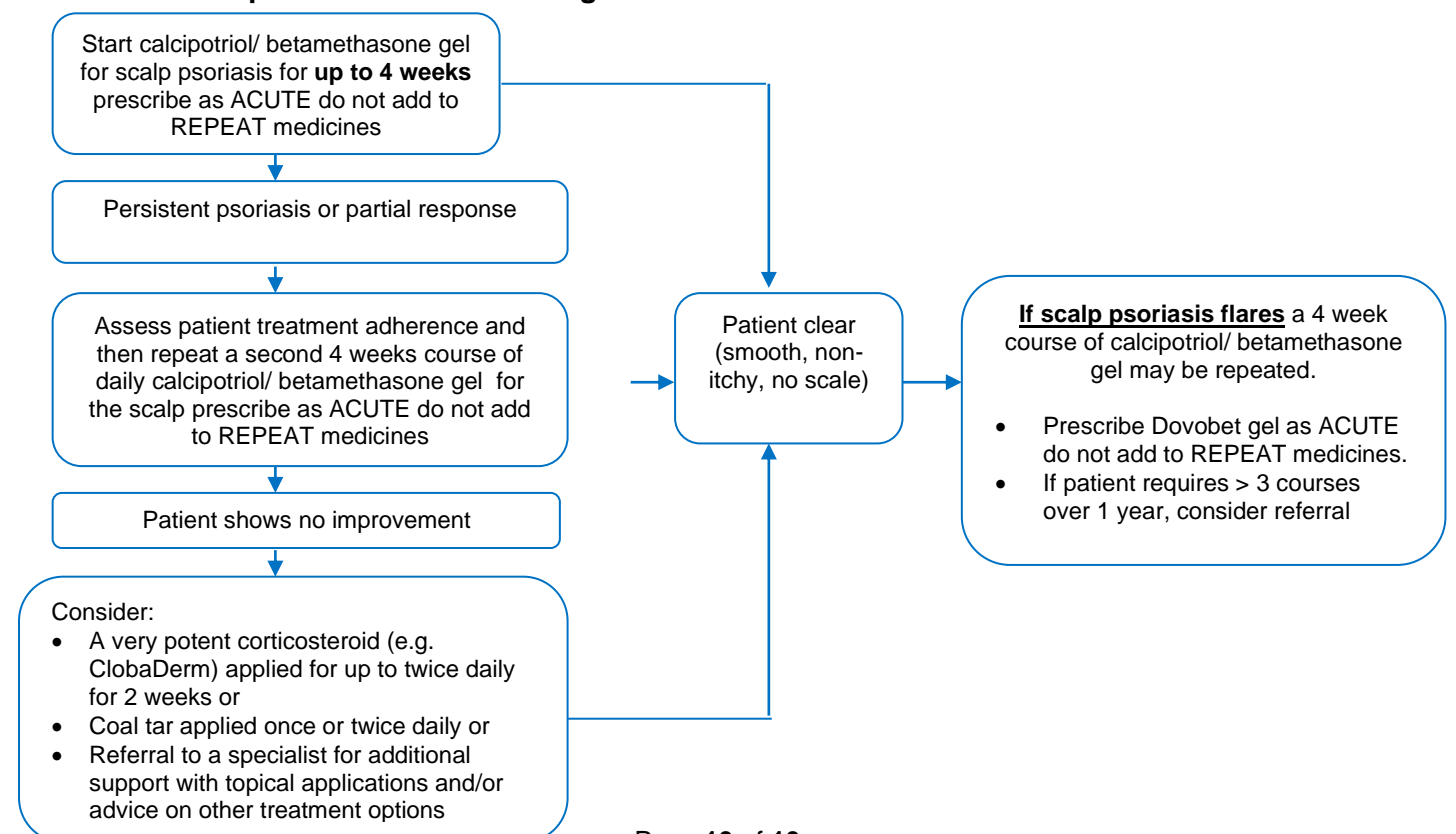 Start calcipotriol/ betamethasone gel
for scalp psoriasis for up to 4 weeks
prescribe as ACUTE do not add to
REPEAT medicines
Persistent psoriasis or partial response
Assess patient treatment adherence and
then repeat a second 4 weeks course of
daily calcipotriol/ betamethasone gel for
the scalp prescribe as ACUTE do not add
to REPEAT medicines
Patient shows no improvement
Consider:
• A very potent corticosteroid (e.g.
ClobaDerm) applied for up to twice daily
for 2 weeks or
• Coal tar applied once or twice daily or
• Referral to a specialist for additional
support with topical applications and/or
advice on other treatment options
Patient clear
(smooth, non-
itchy, no scale)
If scalp psoriasis flares a 4 week
course of calcipotriol/ betamethasone
gel may be repeated.
• Prescribe Dovobet gel as ACUTE
do not add to REPEAT medicines.
• If patient requires > 3 courses
over 1 year, consider referral